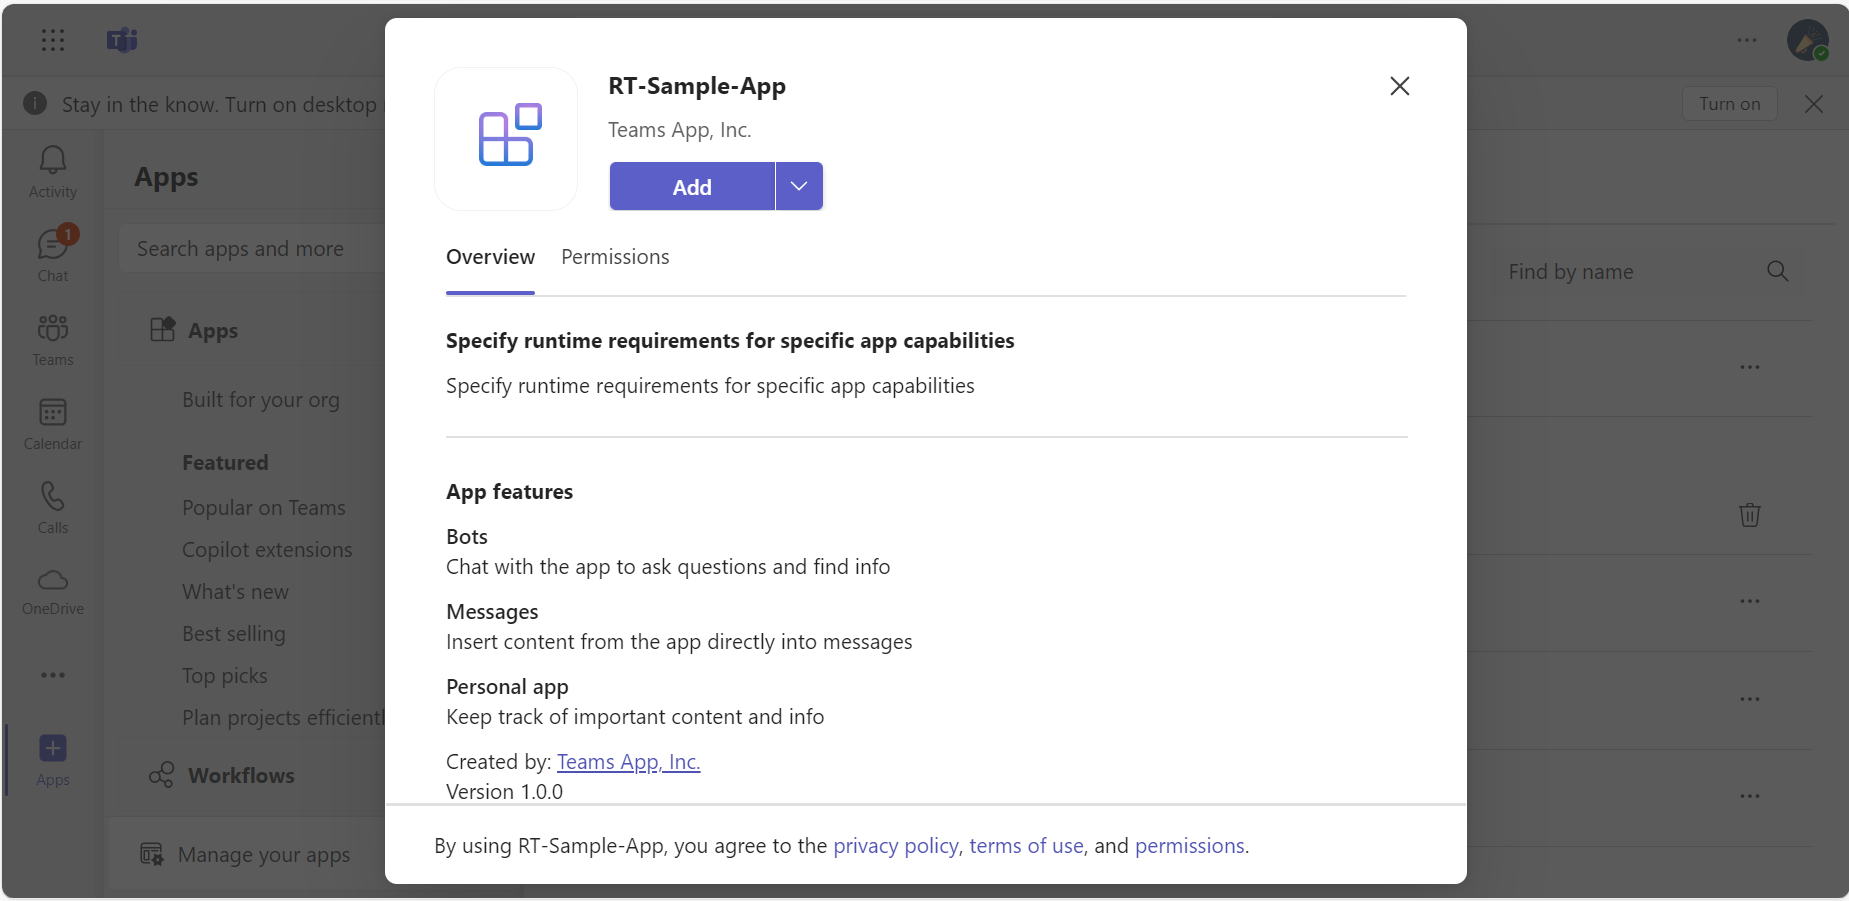 Stay in the know. Turn on desktop
Turn on
Activity
1
Chat
Teams
Calendar
Calls
OneDrive
Apps
Apps
Search apps and more
Apps
Built for your org
Featured
Popular on Teams
Copilot extensions
What's new
Best selling
Top picks
Plan projects efficientl
Workflows
Manage your apps
RT-Sample-App
Teams App, Inc.
Add
Overview Permissions
Specify runtime requirements for specific app capabilities
Specify runtime requirements for specific app capabilities
App features
Bots
Chat with the app to ask questions and find info
Messages
Insert content from the app directly into messages
Personal app
Keep track of important content and info
Created by: Teams App, Inc.
Version 1.0.0
By using RT-Sample-App, you agree to the privacy policy, terms of use, and permissions.
Find by name